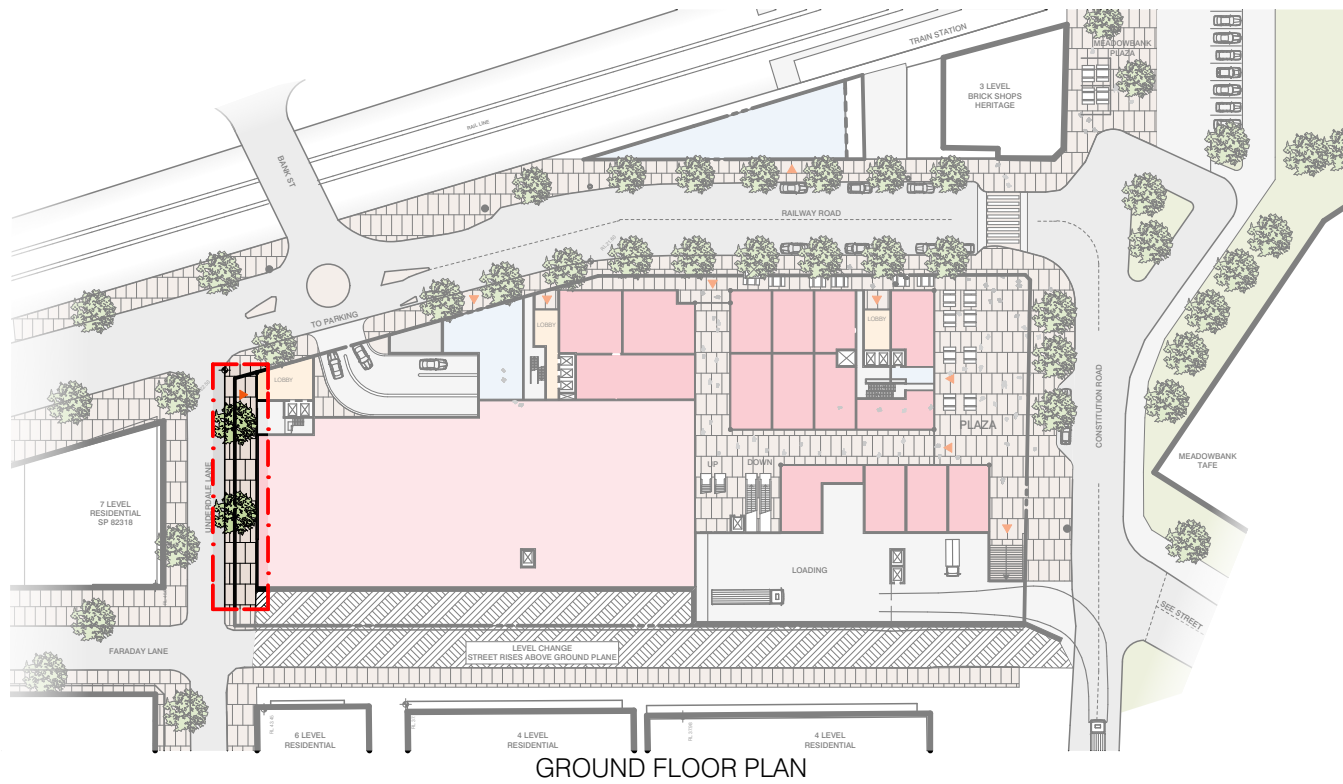 TRAIN STATION
MEADOWBANK
PLAZA
3 LEVEL
BRICK SHOPS
HERITAGE
RAIL LINE
BANK ST
RAILWAY ROAD
TO PARKING
LOBBY
LOBBY
LOBBY
PLAZA
CONSTITUTION ROAD
MEADOWBANK
TAFE
UP
DOWN
7 LEVEL
RESIDENTIAL
SP 82318
UNDERDALE LANE
LOADING
SEE STREET
FARADAY LANE
LEVEL CHANGE
STREET RISES ABOVE GROUND PLANE
6 LEVEL
RESIDENTIAL
4 LEVEL
RESIDENTIAL
4 LEVEL
RESIDENTIAL
GROUND FLOOR PLAN